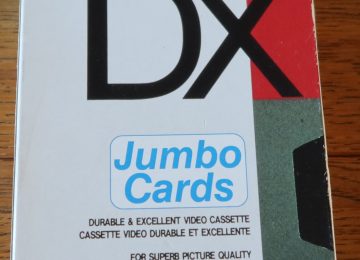 DX
Jumbo
Cards
DURABLE & EXCELLENT VIDEO CASSETTE
CASSETTE VIDEO DURABLE ET EXCELLENTE
FOR SUPERB PICTURE QUALITY